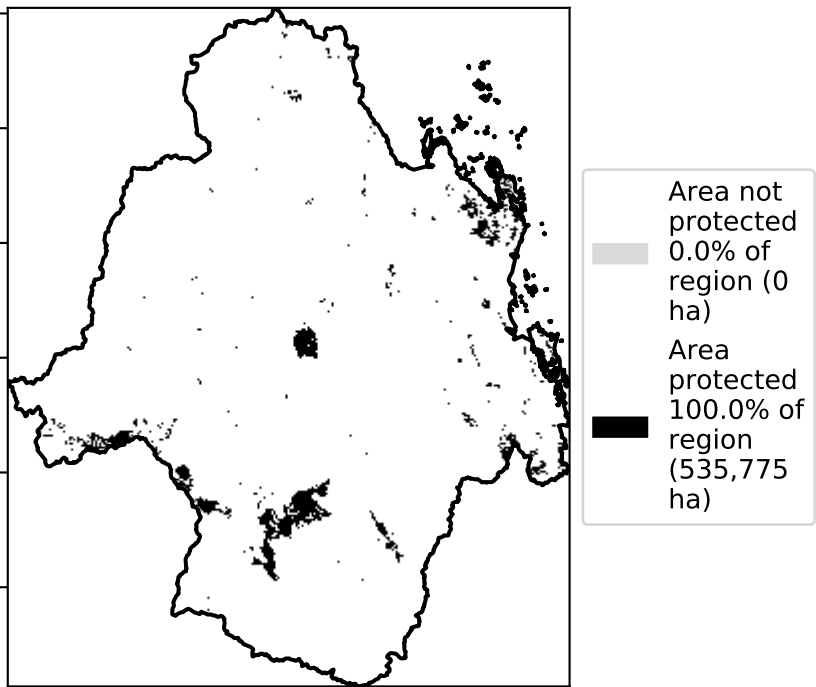 Area not
protected
0.0% of
region (0
ha)
Area
protected
100.0% of
region
(535,775
ha)